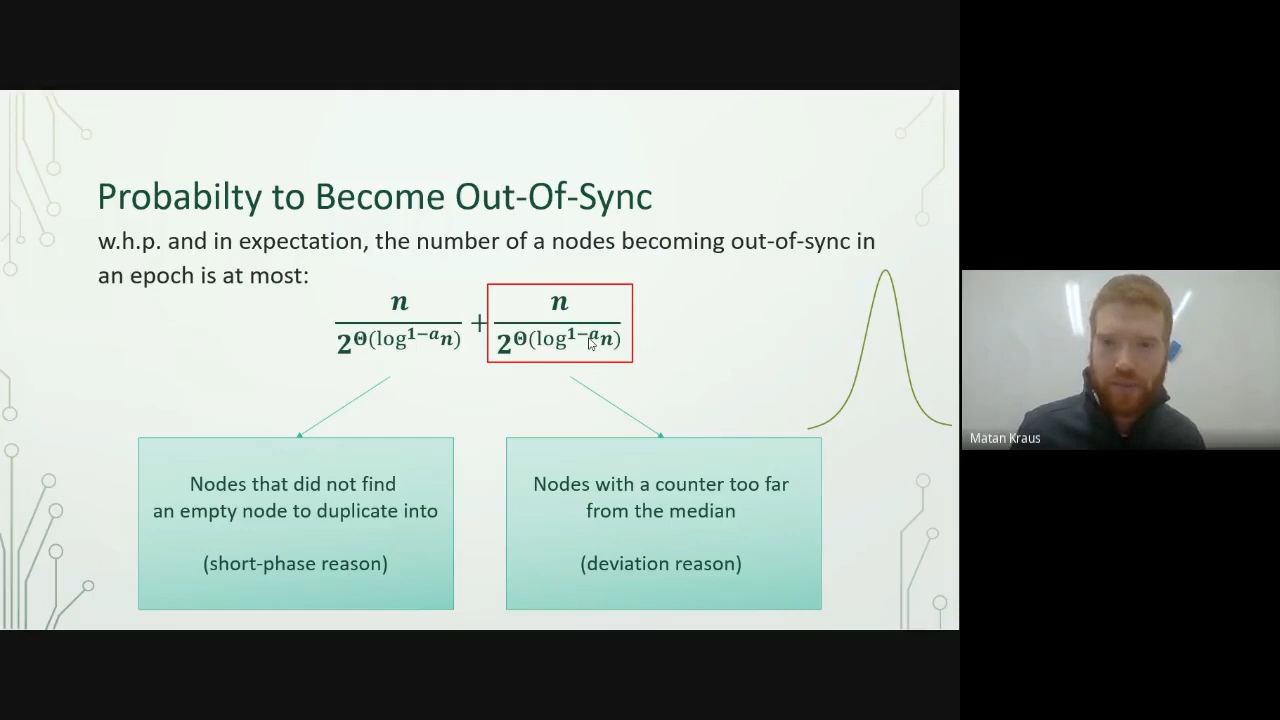 Probabilty to Become Out-Of-Sync
w.h.p. and in expectation, the number of a nodes becoming out-of-sync in
an epoch is at most:
n / 2^Θ(log^1−a n) + n / 2^Θ(log^1−a n)
Nodes that did not find
an empty node to duplicate into
(short-phase reason)
Nodes with a counter too far
from the median
(deviation reason)
Matan Kraus